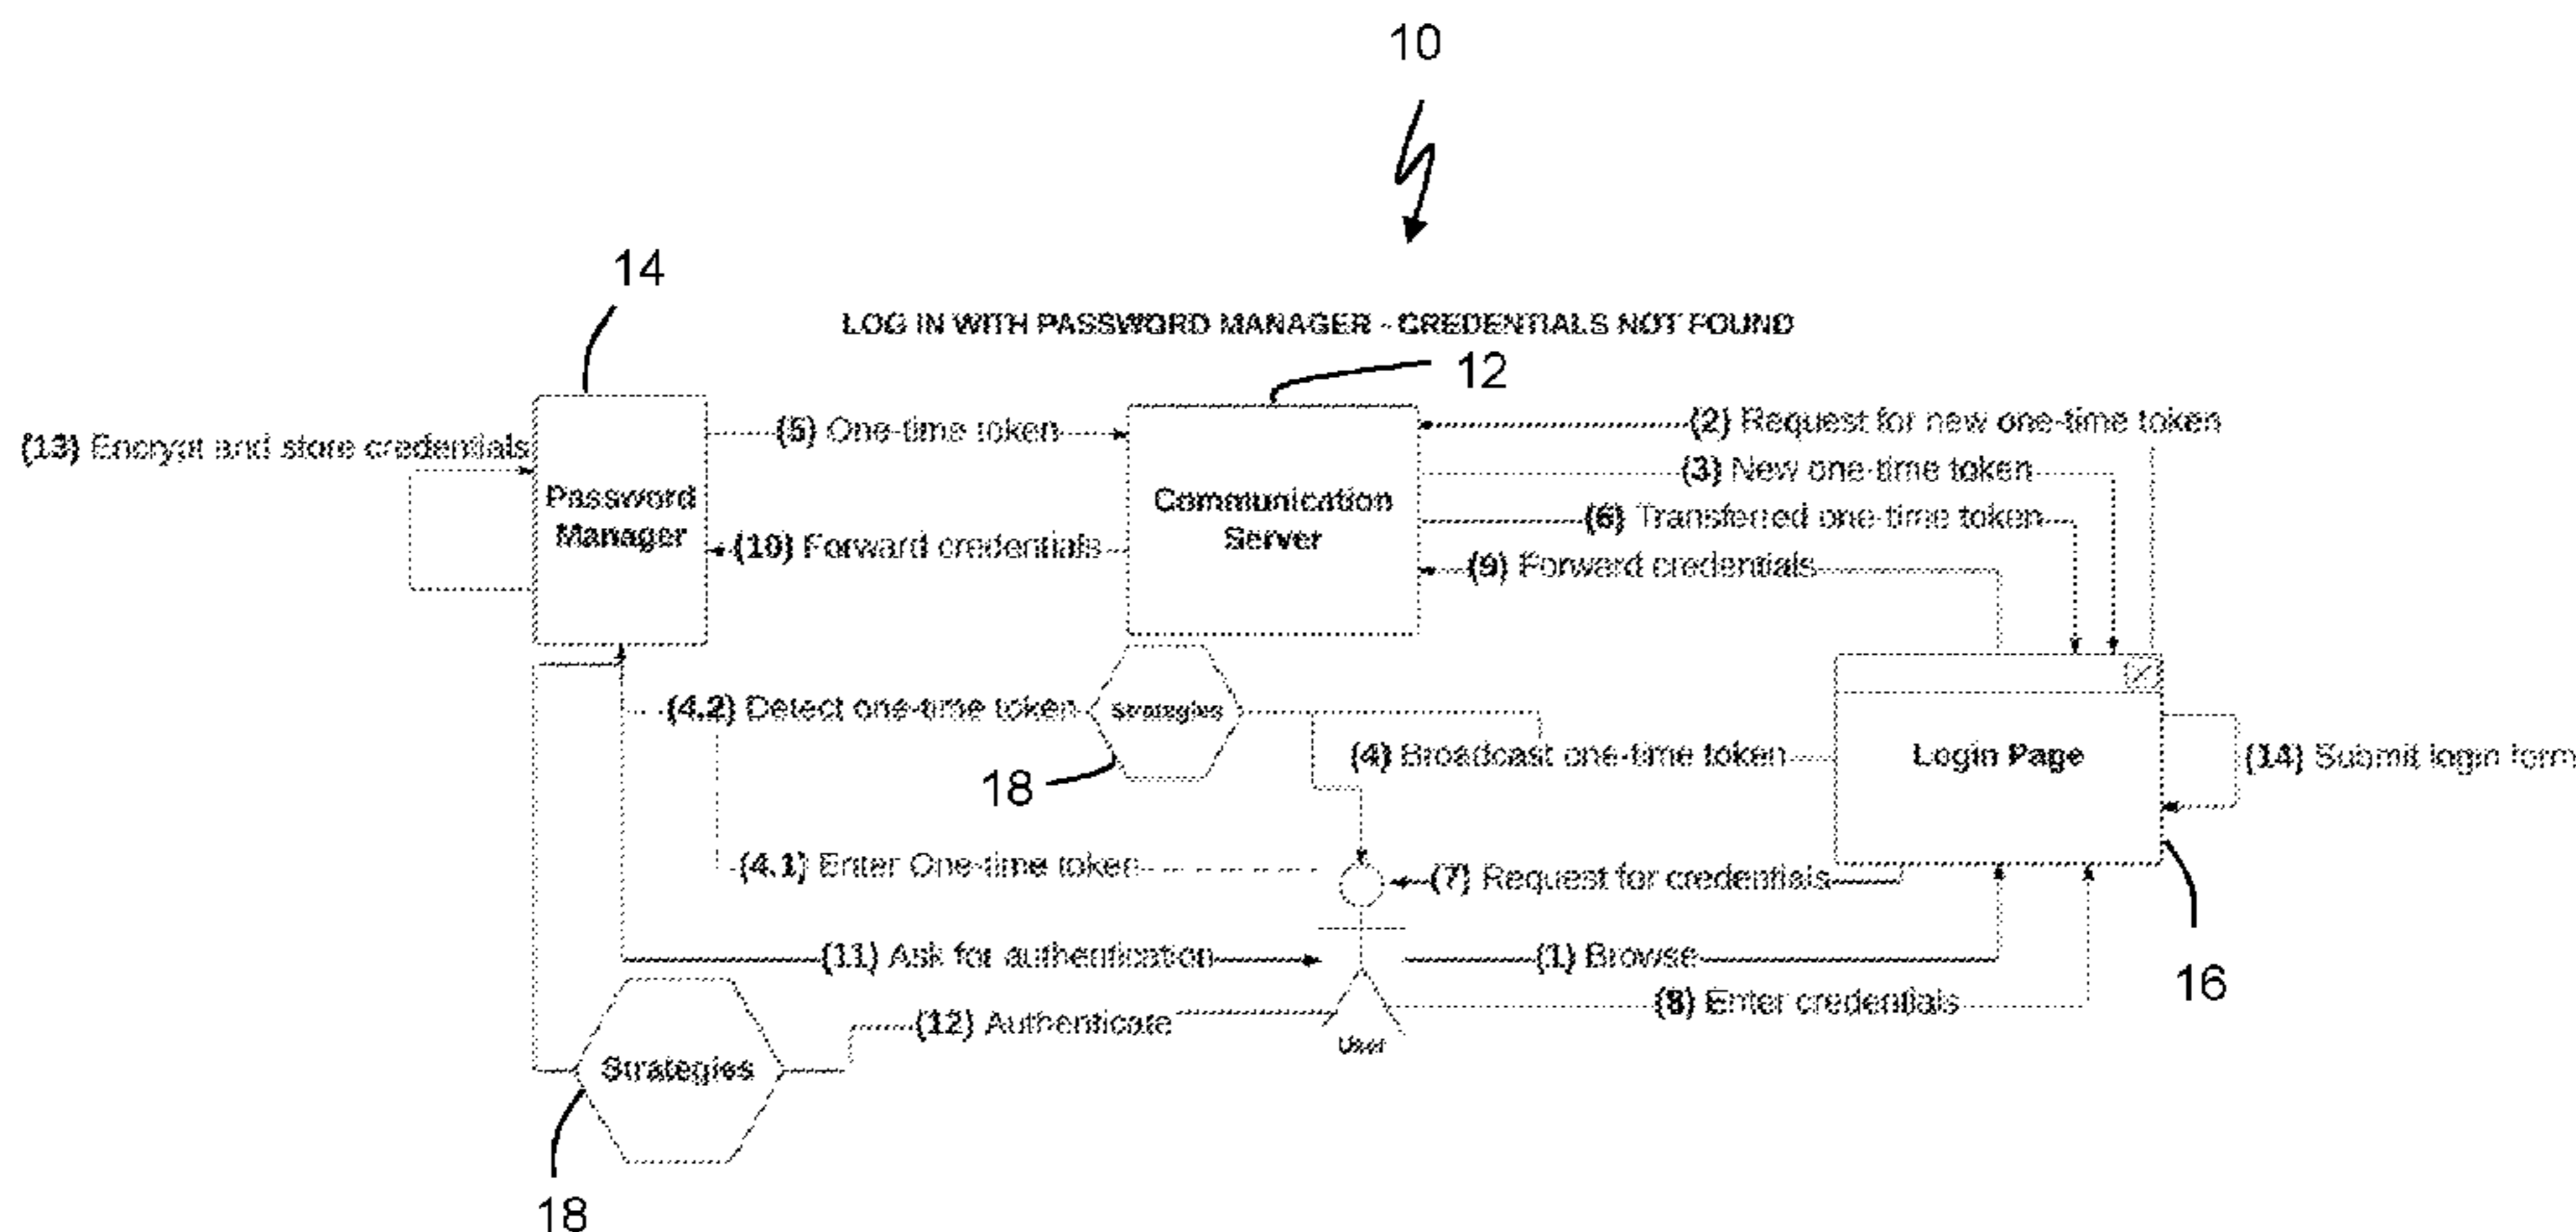 10
14
LOG IN WITH PASSWORD MANAGER - CREDENTIALS NOT FOUND
12
(13) Encrypt and store credentials
(5) One-time token
(2) Request for new one-time token
(3) New one-time token
Password
Manager
Communication
Server
(6) Transferred one-time token
(10) Forward credentials
(9) Forward credentials
(4.2) Detect one-time token
Strategies
(4) Broadcast one-time token
Login Page
(14) Submit login form
18
(4.1) Enter One-time token
(7) Request for credentials
(11) Ask for authentication
(1) Browse
16
(8) Enter credentials
(12) Authenticate
User
Strategies
18